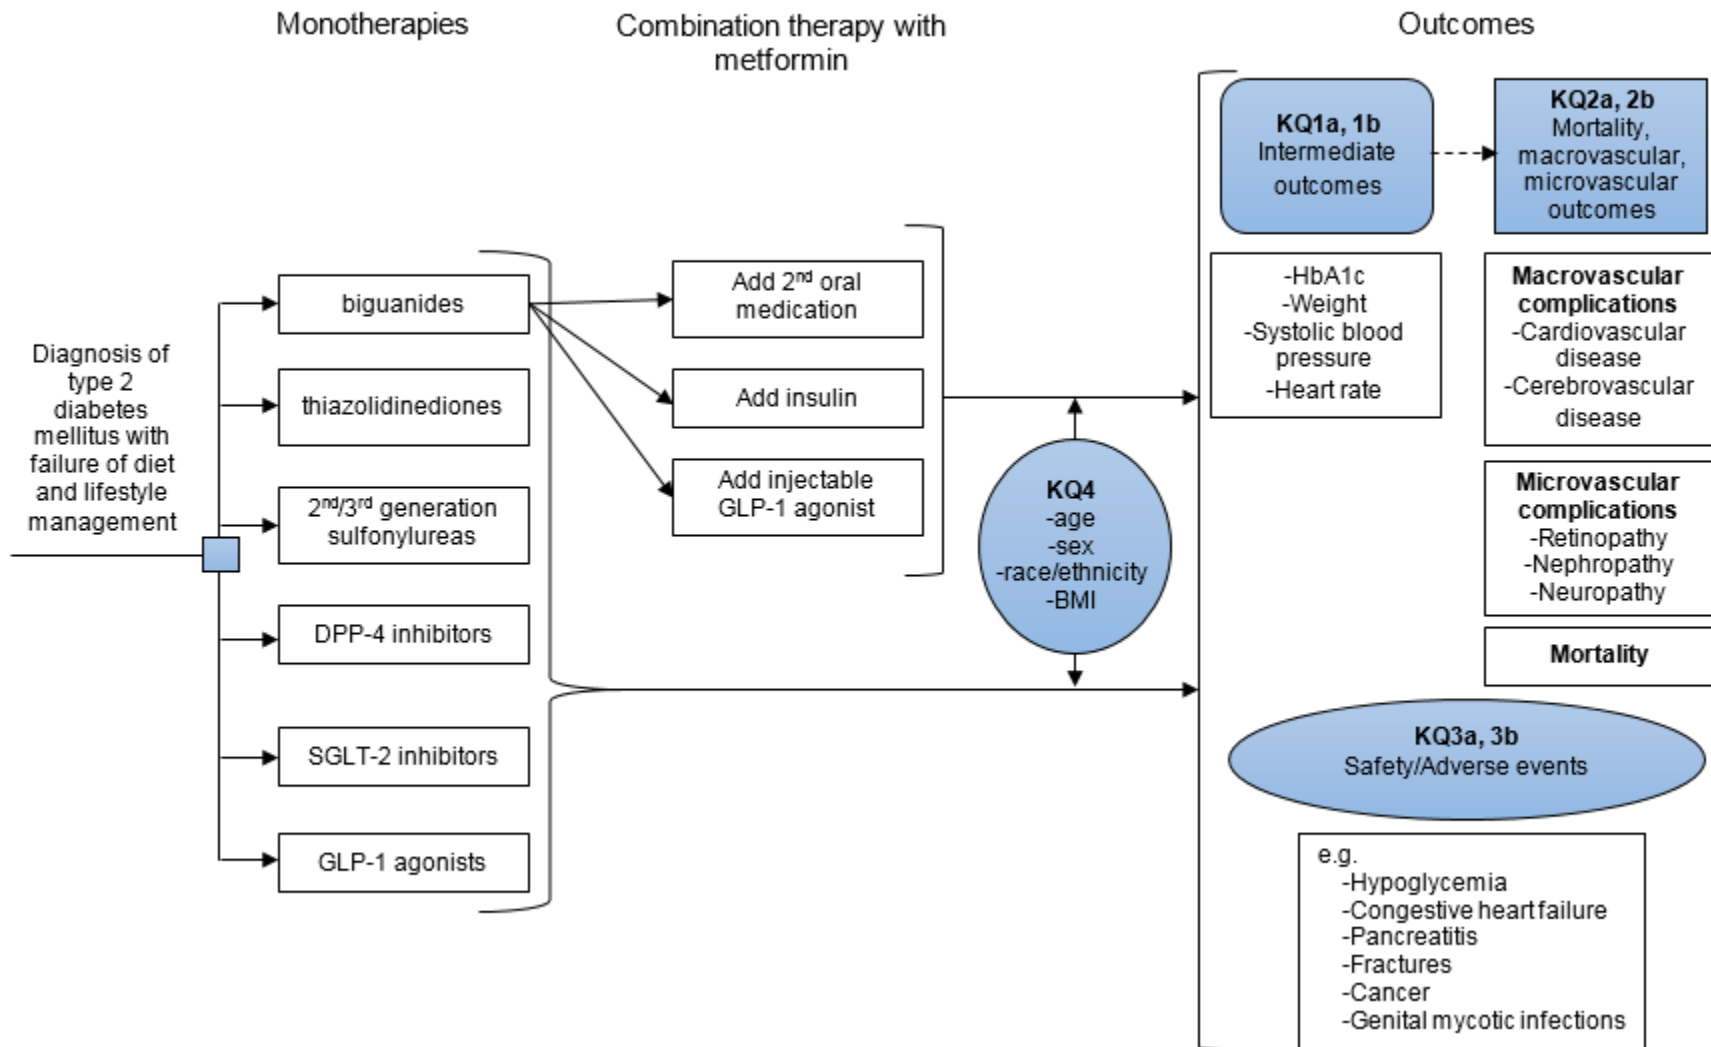 Monotherapies
Combination therapy with
metformin
Outcomes
Diagnosis of
type 2
diabetes
mellitus with
failure of diet
and lifestyle
management
biguanides
thiazolidinediones
2nd/3rd generation
sulfonylureas
DPP-4 inhibitors
SGLT-2 inhibitors
GLP-1 agonists
Add 2nd oral
medication
Add insulin
Add injectable
GLP-1 agonist
KQ4
-age
-sex
-race/ethnicity
-BMI
KQ1a, 1b
Intermediate
outcomes
-HbA1c
-Weight
-Systolic blood
pressure
-Heart rate
KQ2a, 2b
Mortality,
macrovascular,
microvascular
outcomes
Macrovascular
complications
-Cardiovascular
disease
-Cerebrovascular
disease
Microvascular
complications
-Retinopathy
-Nephropathy
-Neuropathy
Mortality
KQ3a, 3b
Safety/Adverse events
e.g.
-Hypoglycemia
-Congestive heart failure
-Pancreatitis
-Fractures
-Cancer
-Genital mycotic infections